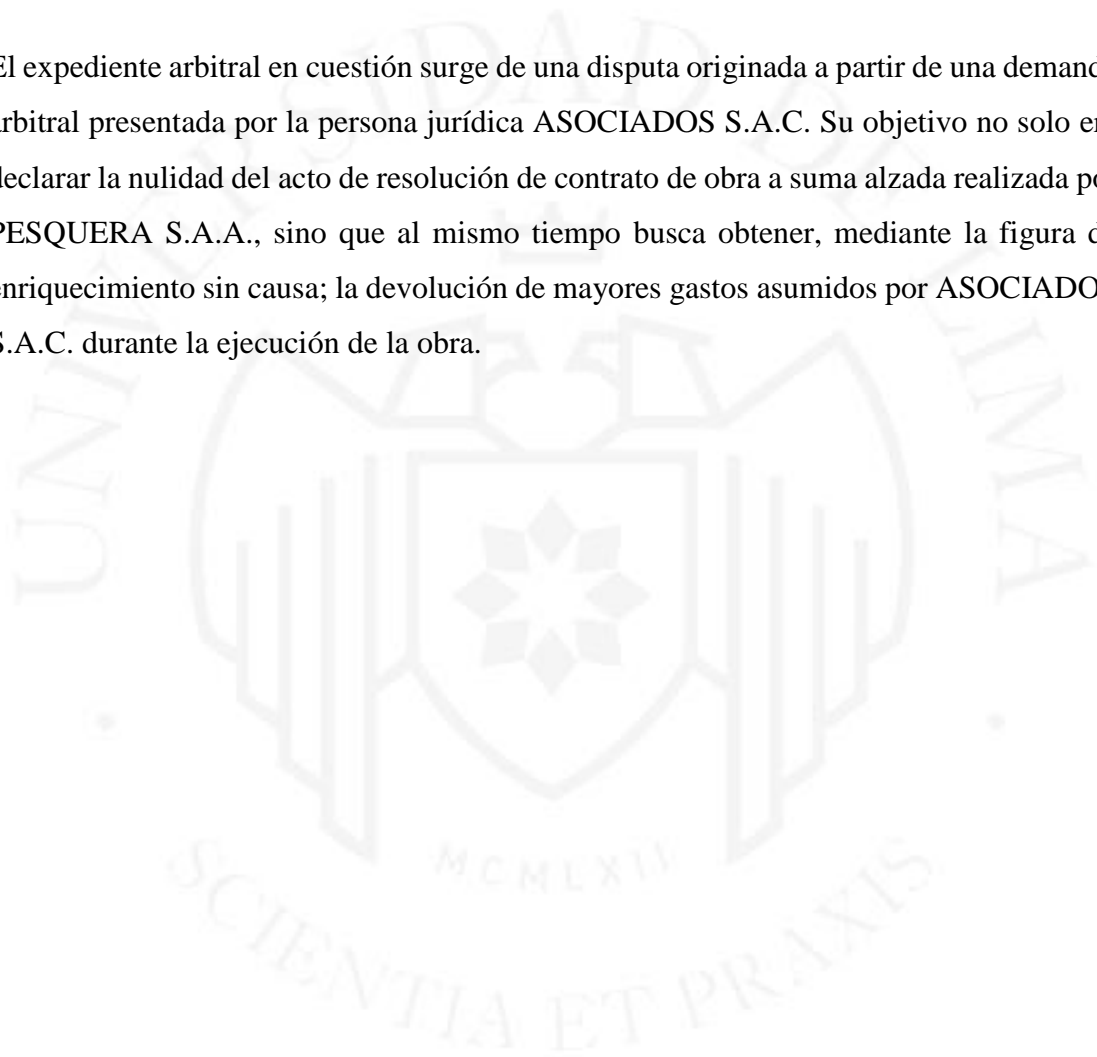 El expediente arbitral en cuestión surge de una disputa originada a partir de una demand
arbitral presentada por la persona jurídica ASOCIADOS S.A.C. Su objetivo no solo er
declarar la nulidad del acto de resolución de contrato de obra a suma alzada realizada po
PESQUERA S.A.A., sino que al mismo tiempo busca obtener, mediante la figura d
enriquecimiento sin causa; la devolución de mayores gastos asumidos por ASOCIADO
S.A.C. durante la ejecución de la obra.
UNIVERSIDAD DE LIMA
MCMLXII
SCIENTIA ET PRAXIS